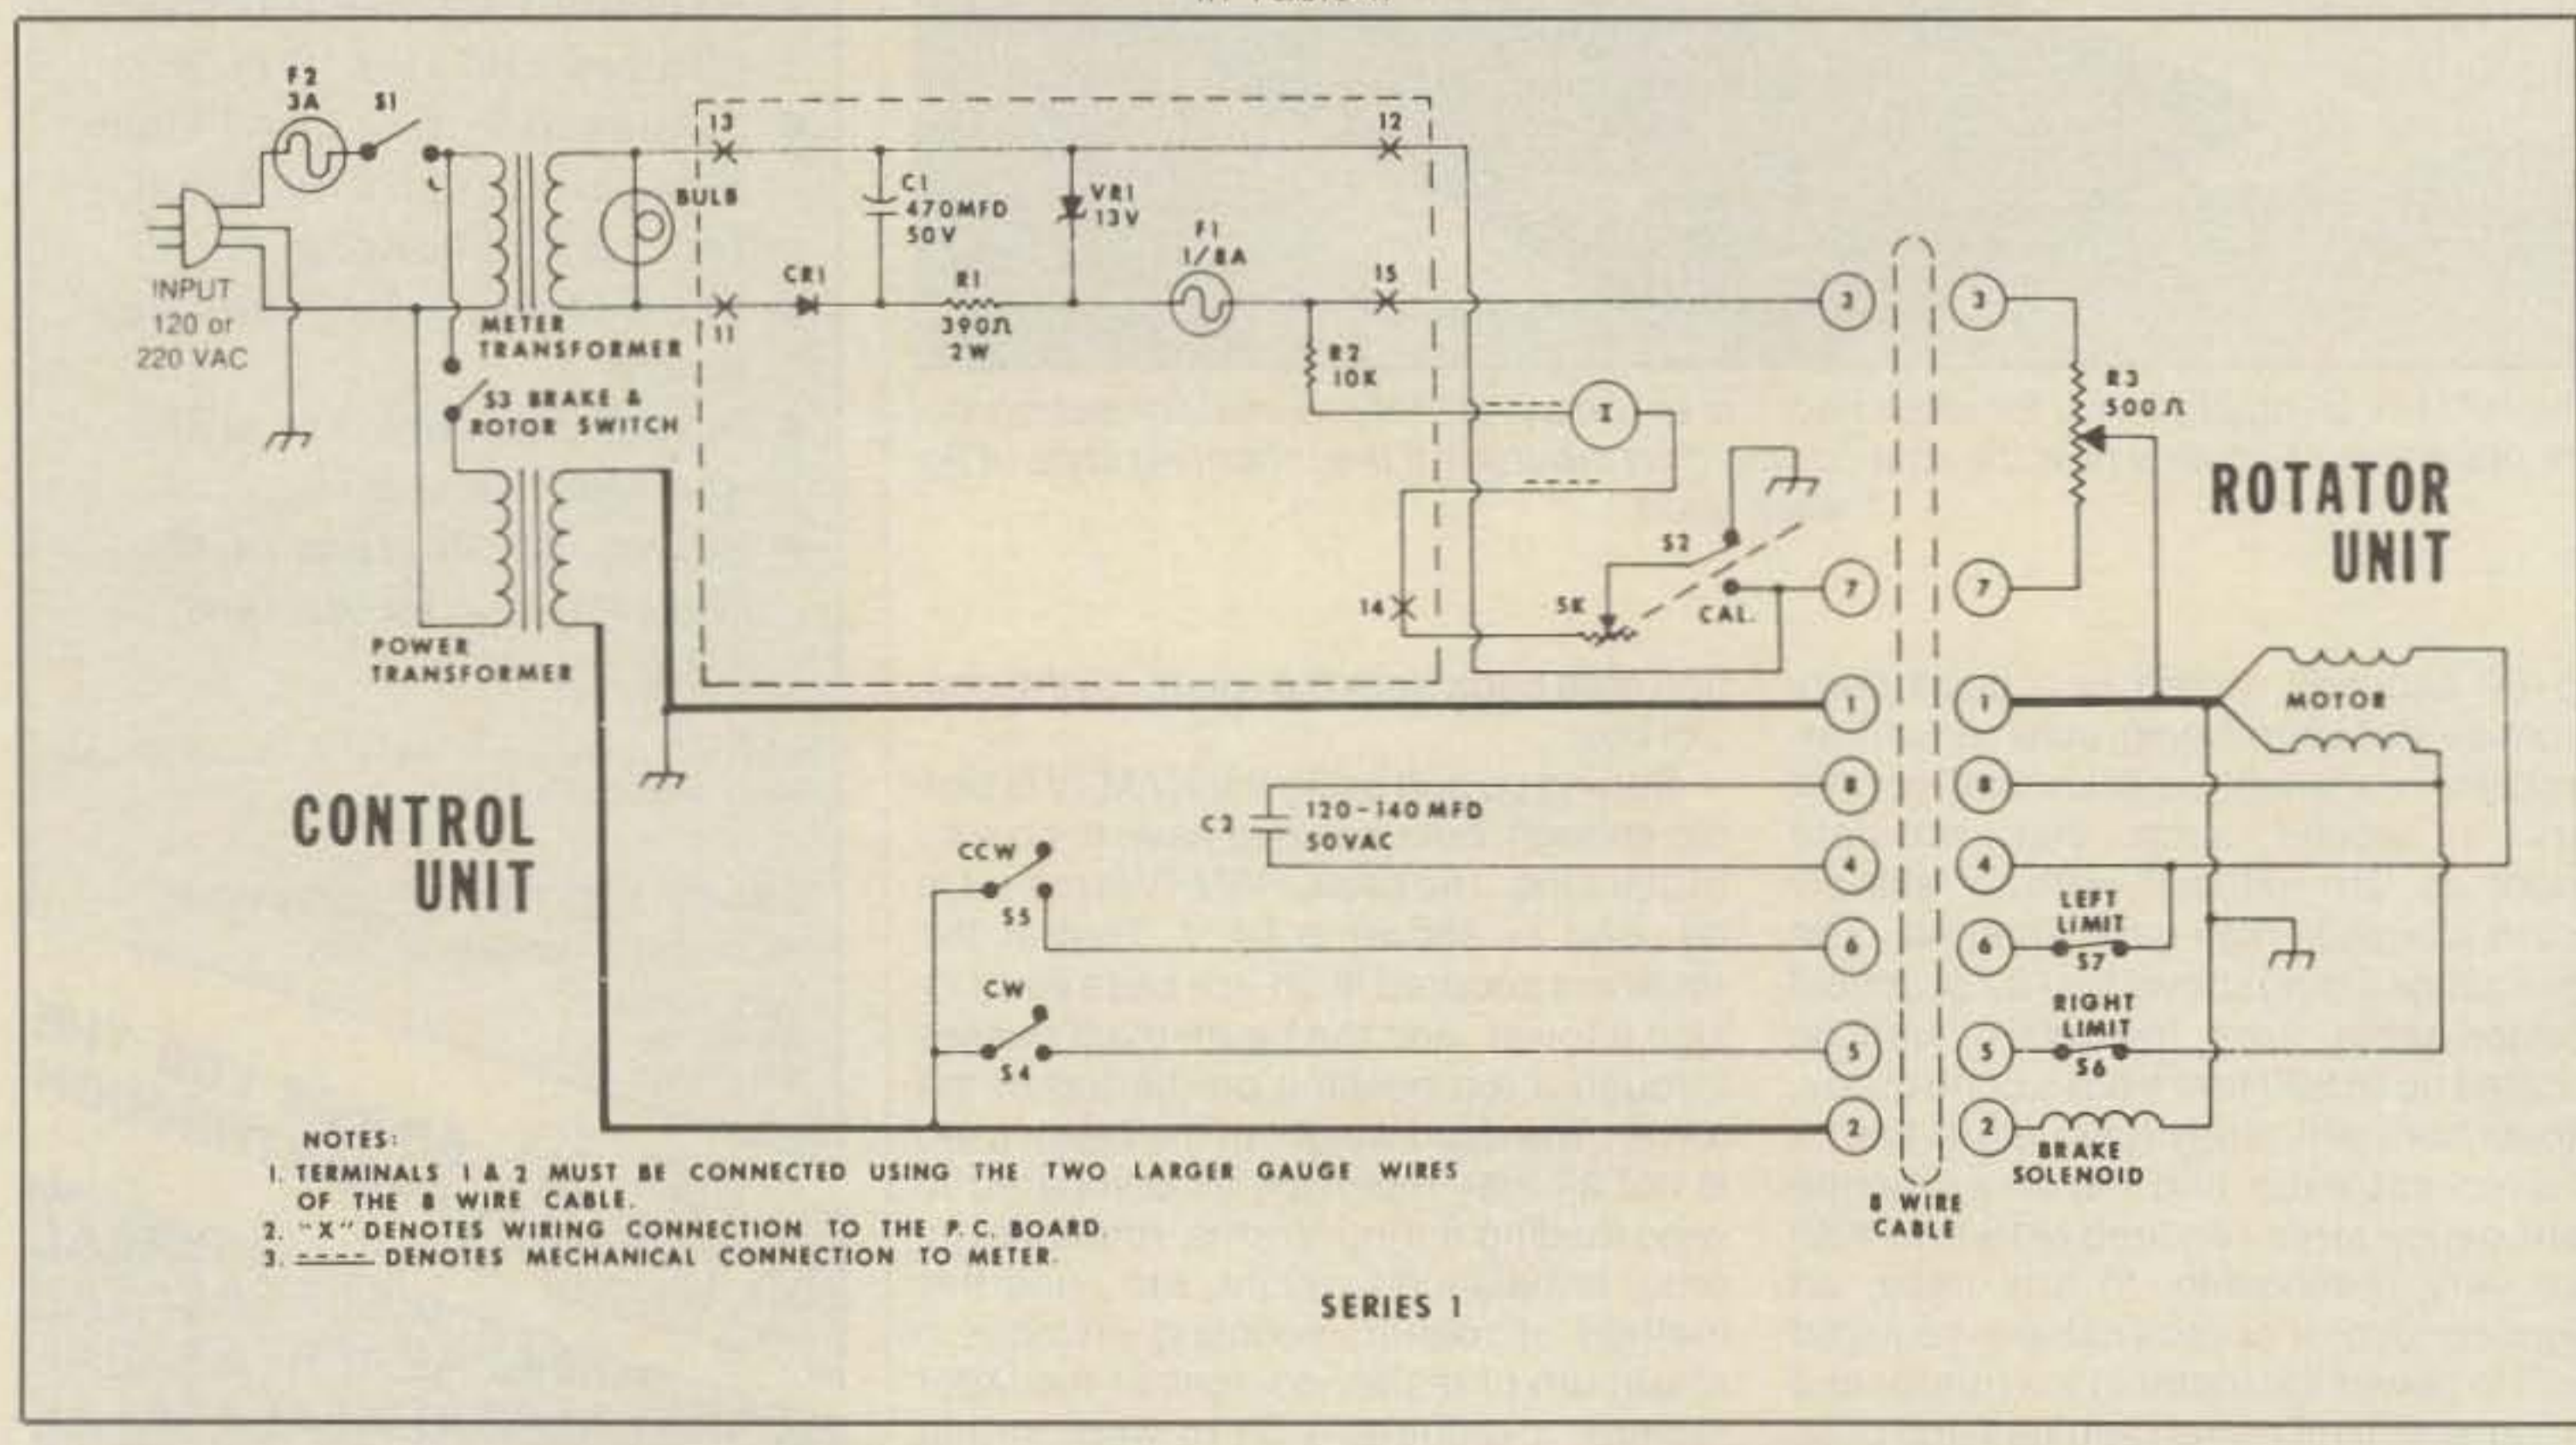 F2
3A
S1
INPUT
120 or
220 VAC
METER
TRANSFORMER
S3 BRAKE &
ROTOR SWITCH
POWER
TRANSFORMER
BULB
13
11
CR1
C1
470MFD
50V
R1
390Ω
2W
VR1
13V
F1
1/8A
12
15
R2
10K
I
14
5K
S2
CAL.
3
7
1
8
4
6
5
2
C2
120-140 MFD
50VAC
CCW
S5
CW
S4
CONTROL
UNIT
3
7
1
8
4
6
5
2
R3
500Ω
ROTATOR
UNIT
MOTOR
LEFT
LIMIT
S7
RIGHT
LIMIT
S6
BRAKE
SOLENOID
8 WIRE
CABLE
NOTES:
1. TERMINALS 1 & 2 MUST BE CONNECTED USING THE TWO LARGER GAUGE WIRES
OF THE 8 WIRE CABLE.
2. "X" DENOTES WIRING CONNECTION TO THE P.C. BOARD.
3. ---- DENOTES MECHANICAL CONNECTION TO METER.
SERIES 1